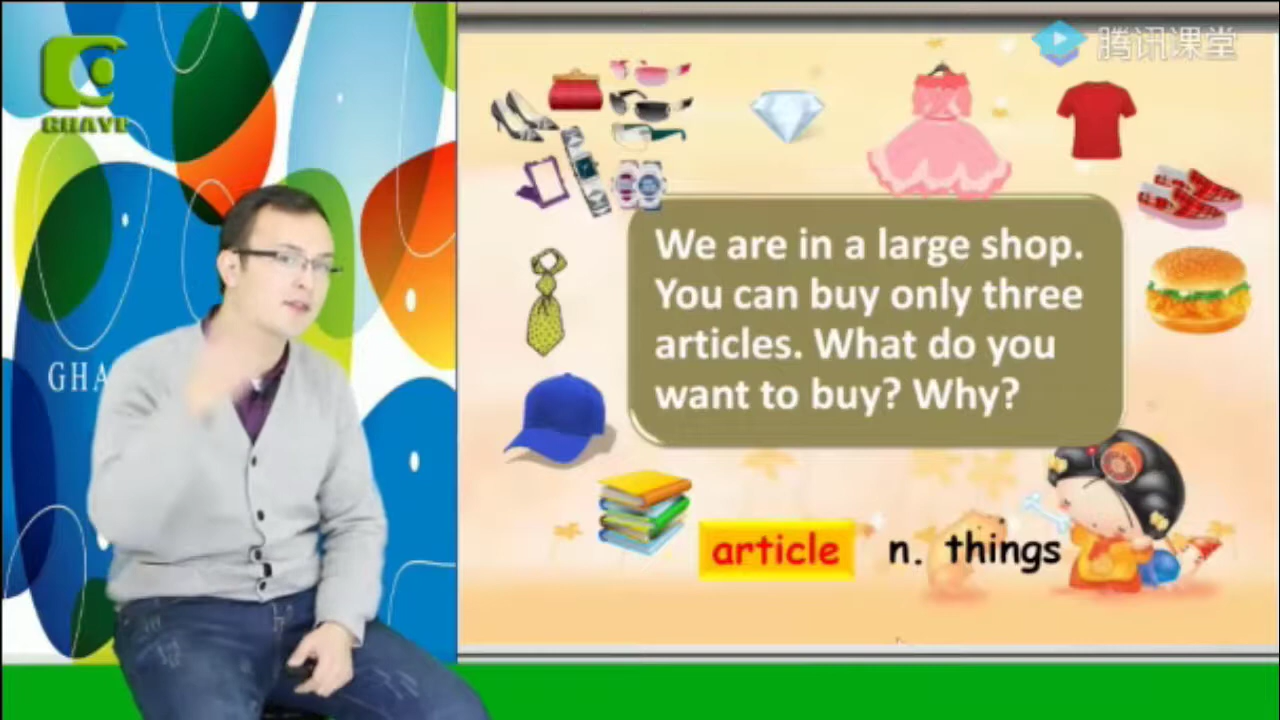 GHAYE
腾讯课堂
We are in a large shop.
You can buy only three
articles. What do you
want to buy? Why?
GHA
article n. things